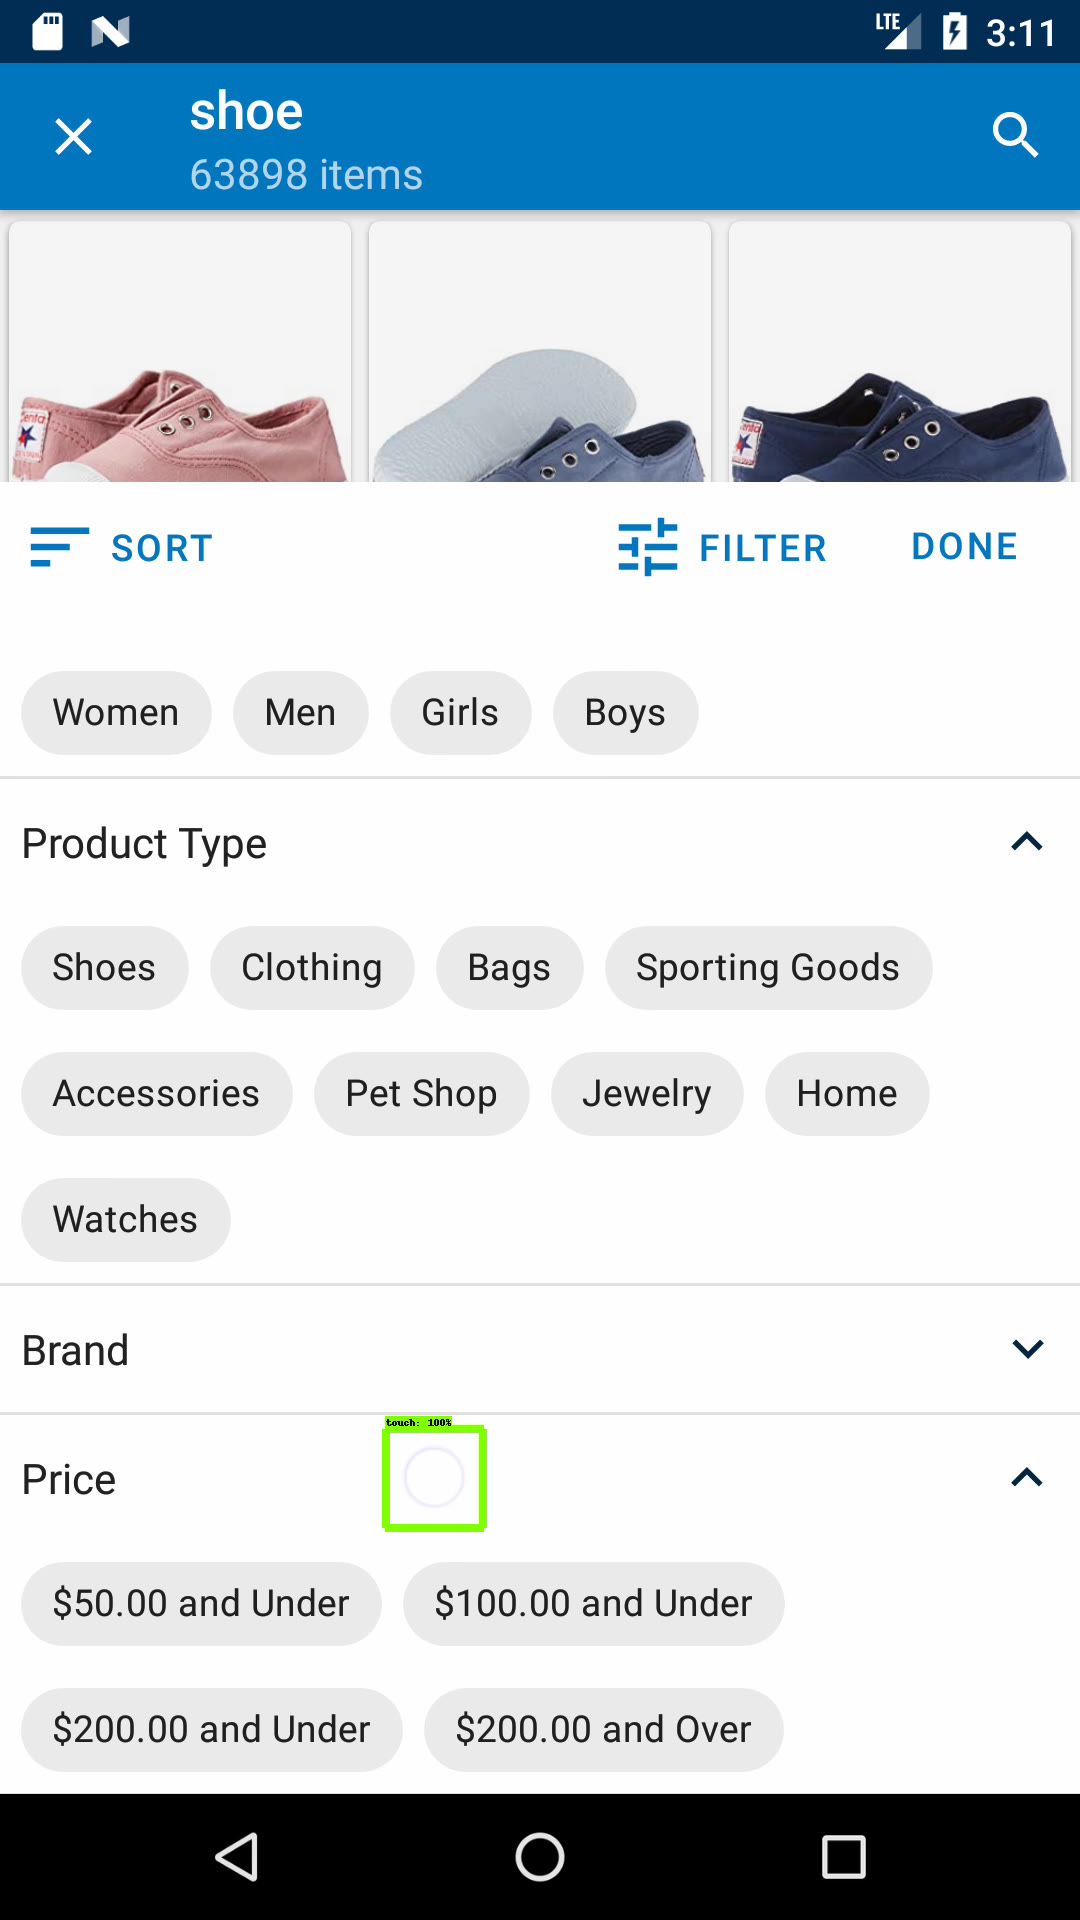 LTE 3:11
shoe
63898 items
SORT FILTER DONE
Women Men Girls Boys
Product Type
Shoes Clothing Bags Sporting Goods
Accessories Pet Shop Jewelry Home
Watches
Brand
touch: 100%
Price
$50.00 and Under $100.00 and Under
$200.00 and Under $200.00 and Over